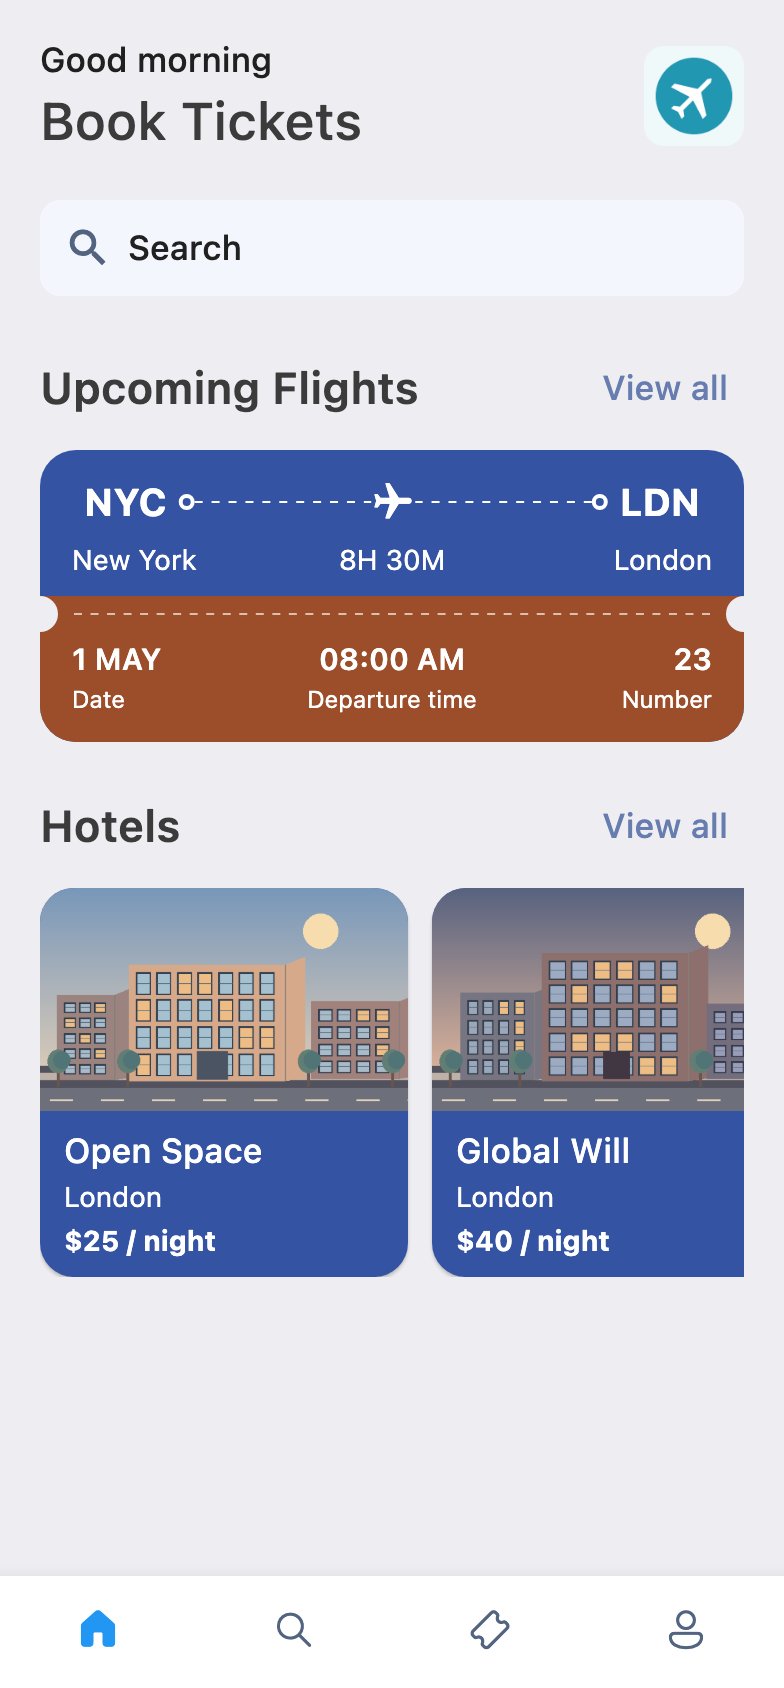 Good morning
Book Tickets
Search
Upcoming Flights View all
NYC LDN
New York 8H 30M London
1 MAY 08:00 AM 23
Date Departure time Number
Hotels View all
Open Space
London
$25 / night
Global Will
London
$40 / night